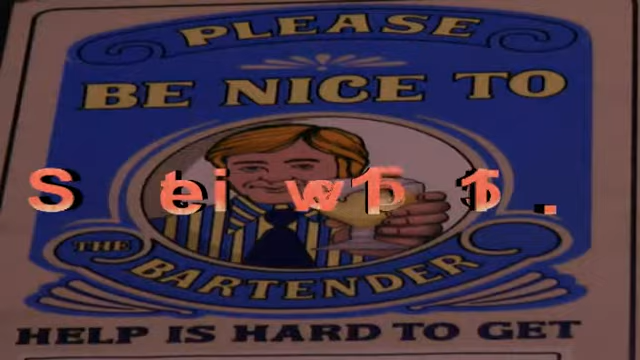 PLEASE
BE NICE TO
THE
BARTENDER
HELP IS HARD TO GET